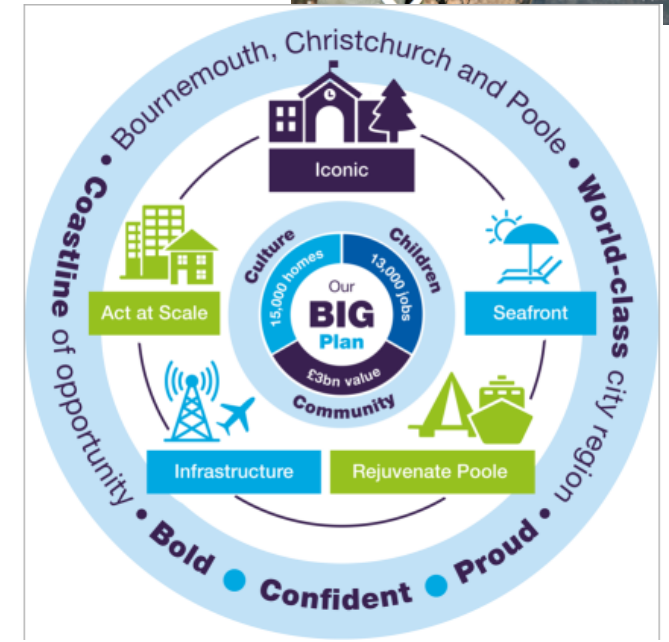 Bournemouth, Christchurch and Poole
World-class city region
Proud
Confident
Bold
Coastline of opportunity
Iconic
Seafront
Rejuvenate Poole
Infrastructure
Act at Scale
Culture
Children
Community
15,000 homes
13,000 jobs
£3bn value
Our
BIG
Plan